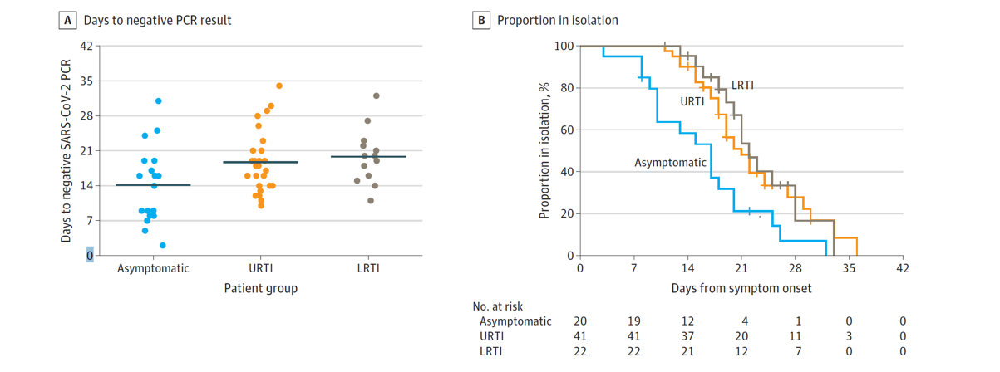 A Days to negative PCR result
Days to negative SARS-CoV-2 PCR
42
35
28
21
14
7
0
Asymptomatic URTI LRTI
Patient group
B Proportion in isolation
Proportion in isolation, %
100
80
60
40
20
0
LRTI
URTI
Asymptomatic
0 7 14 21 28 35 42
Days from symptom onset
No. at risk
Asymptomatic 20 19 12 4 1 0 0
URTI 41 41 37 20 11 3 0
LRTI 22 22 21 12 7 0 0